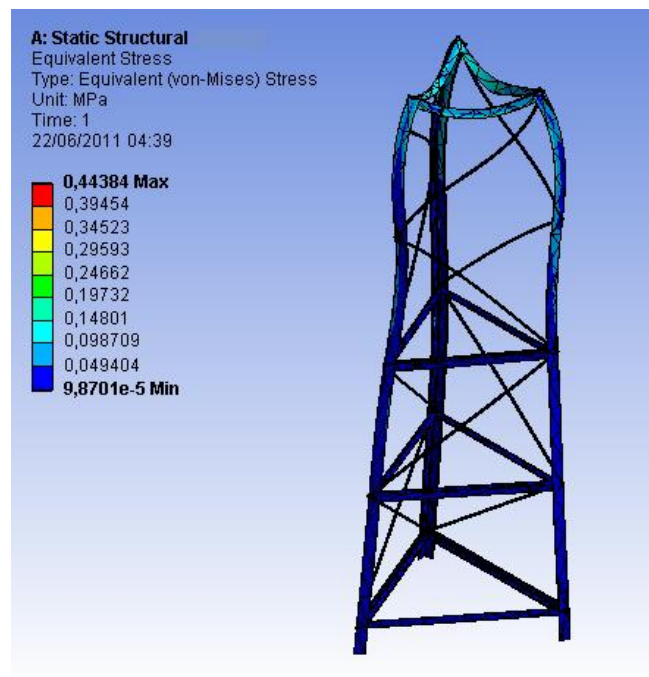 A: Static Structural
Equivalent Stress
Type: Equivalent (von-Mises) Stress
Unit: MPa
Time: 1
22/06/2011 04:39
0,44384 Max
0,39454
0,34523
0,29593
0,24662
0,19732
0,14801
0,098709
0,049404
9,8701e-5 Min